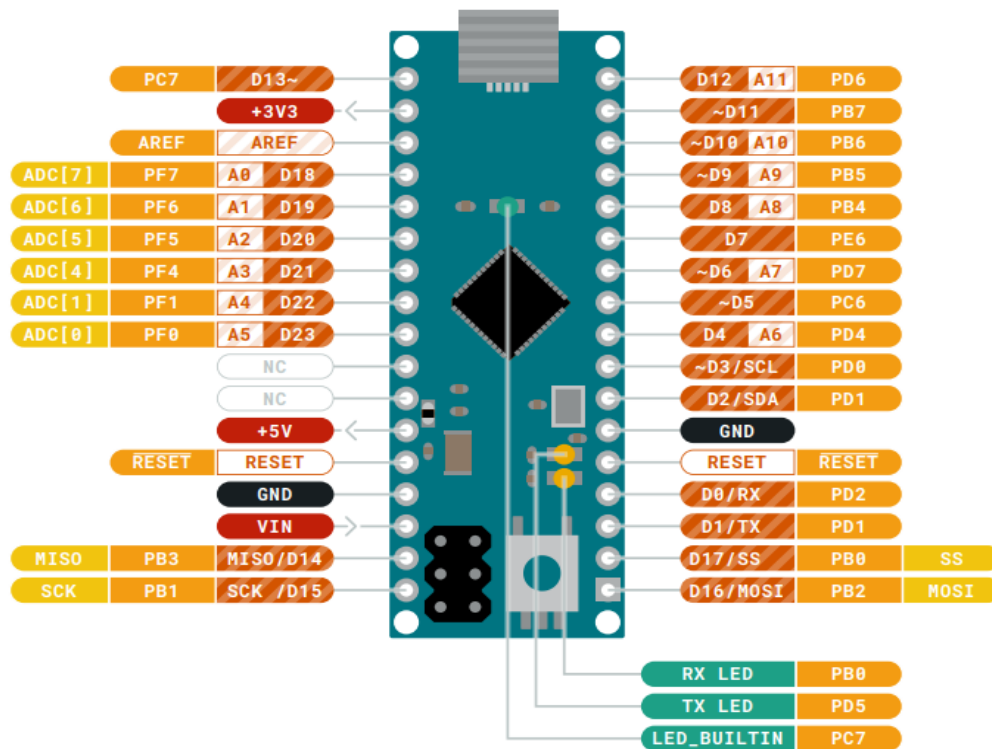 PC7 D13~ D12 A11 PD6
+3V3 ~D11 PB7
AREF AREF ~D10 A10 PB6
ADC[7] PF7 A0 D18 ~D9 A9 PB5
ADC[6] PF6 A1 D19 D8 A8 PB4
ADC[5] PF5 A2 D20 D7 PE6
ADC[4] PF4 A3 D21 ~D6 A7 PD7
ADC[1] PF1 A4 D22 ~D5 PC6
ADC[0] PF0 A5 D23 D4 A6 PD4
NC ~D3/SCL PD0
NC D2/SDA PD1
+5V GND
RESET RESET RESET RESET
GND D0/RX PD2
VIN D1/TX PD1
MISO PB3 MISO/D14 D17/SS PB0 SS
SCK PB1 SCK /D15 D16/MOSI PB2 MOSI
RX LED PB0
TX LED PD5
LED_BUILTIN PC7